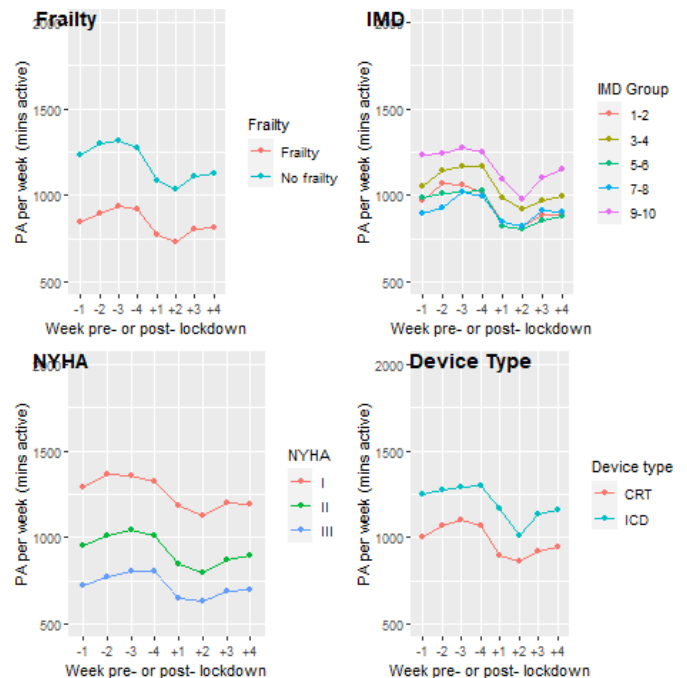 Frailty
2000
1500
1000
500
PA per week (mins active)
-1 -2 -3 -4 +1 +2 +3 +4
Week pre- or post- lockdown
Frailty
Frailty
No frailty
IMD
2000
1500
1000
500
PA per week (mins active)
-1 -2 -3 -4 +1 +2 +3 +4
Week pre- or post- lockdown
IMD Group
1-2
3-4
5-6
7-8
9-10
NYHA
2000
1500
1000
500
PA per week (mins active)
-1 -2 -3 -4 +1 +2 +3 +4
Week pre- or post- lockdown
NYHA
I
II
III
Device Type
2000
1500
1000
500
PA per week (mins active)
-1 -2 -3 -4 +1 +2 +3 +4
Week pre- or post- lockdown
Device type
CRT
ICD